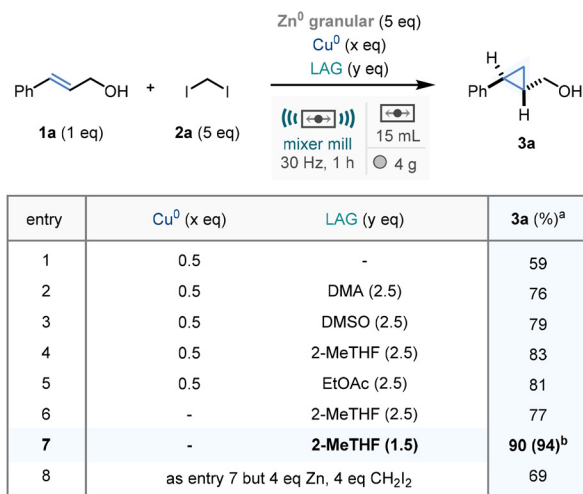 Zn⁰ granular (5 eq)
Cu⁰ (x eq)
LAG (y eq)
Ph OH + I I
1a (1 eq) 2a (5 eq)
mixer mill
30 Hz, 1 h
15 mL
4 g
H
Ph OH
H
3a
entry Cu⁰ (x eq) LAG (y eq) 3a (%)ᵃ
1 0.5 - 59
2 0.5 DMA (2.5) 76
3 0.5 DMSO (2.5) 79
4 0.5 2-MeTHF (2.5) 83
5 0.5 EtOAc (2.5) 81
6 - 2-MeTHF (2.5) 77
7 - 2-MeTHF (1.5) 90 (94)ᵇ
8 as entry 7 but 4 eq Zn, 4 eq CH₂I₂ 69